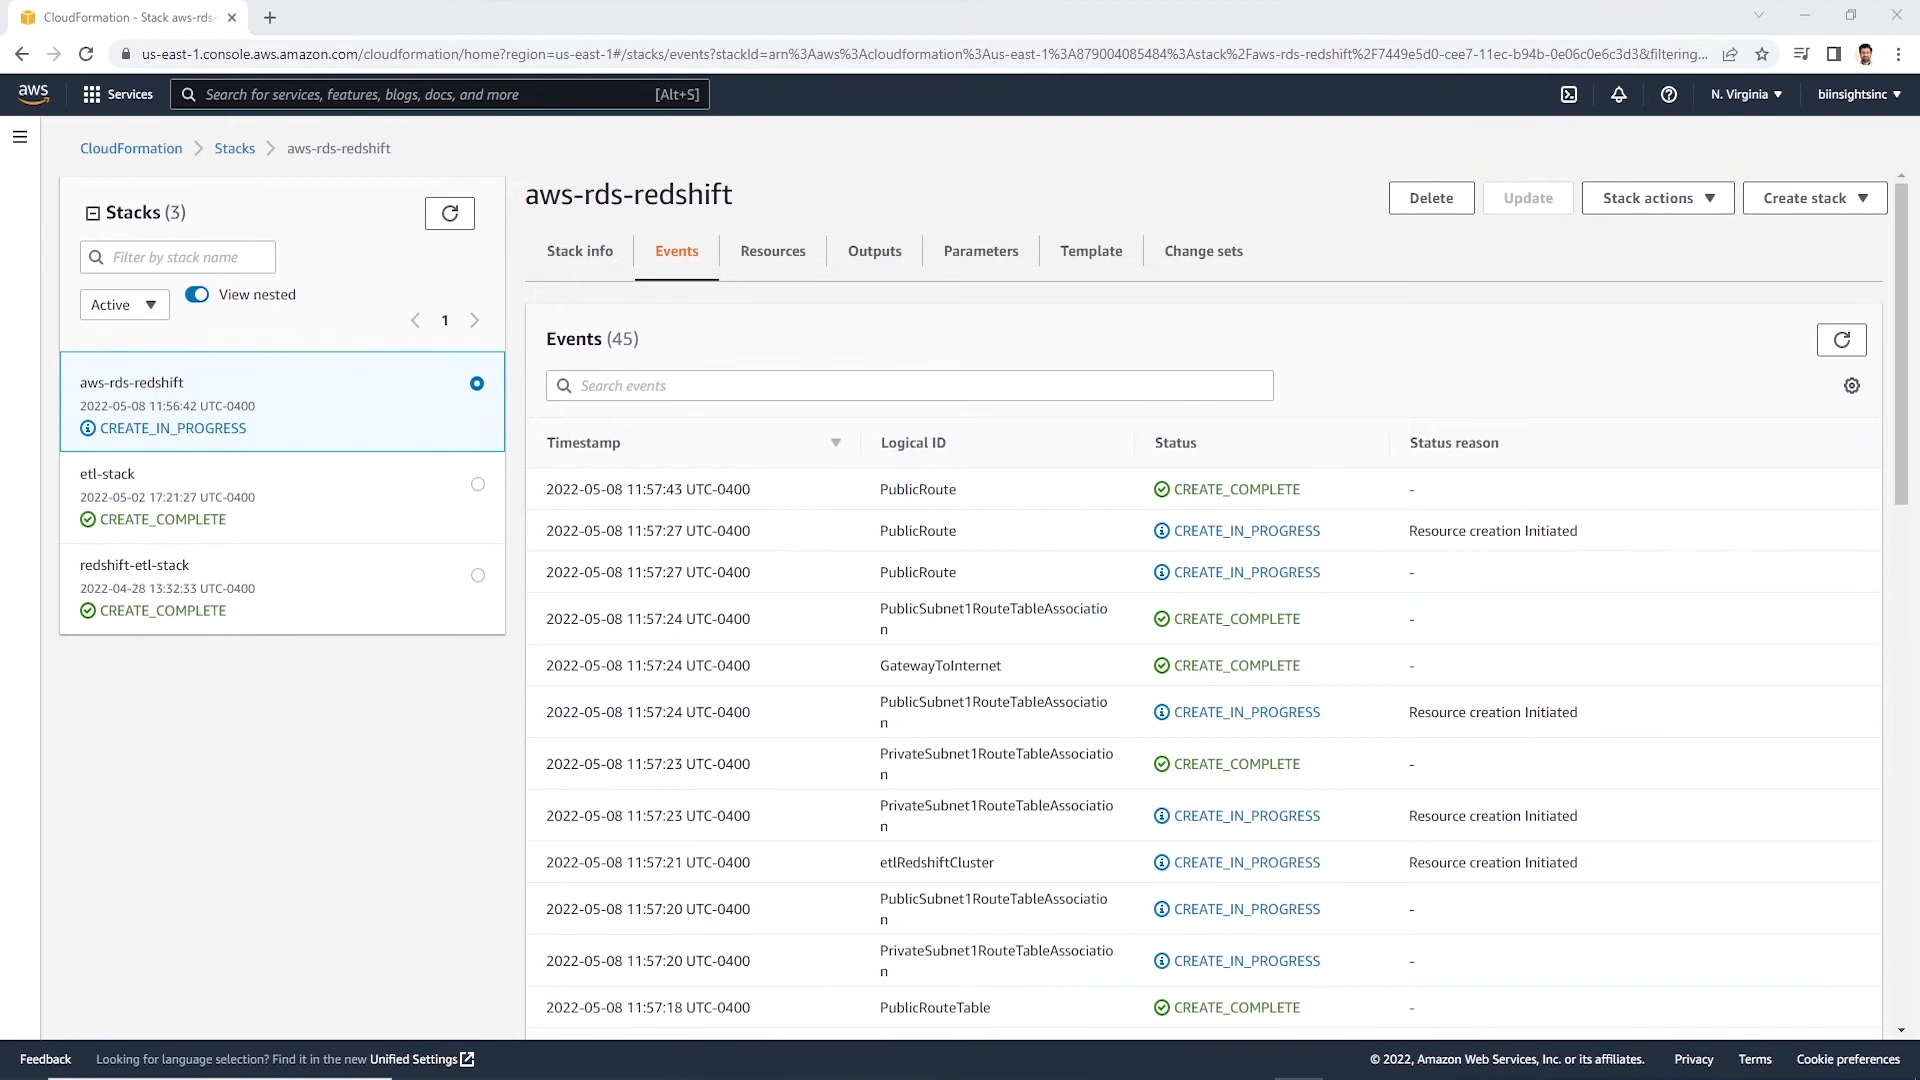 CloudFormation - Stack aws-rds-
us-east-1.console.aws.amazon.com/cloudformation/home?region=us-east-1#/stacks/events?stackId=arn%3Aaws%3Acloudformation%3Aus-east-1%3A879004085484%3Astack%2Faws-rds-redshift%2F7449e5d0-cee7-11ec-b94b-0e06c0e6c3d3&filtering...
aws Services Search for services, features, blogs, docs, and more [Alt+S] N. Virginia biinsightsinc
CloudFormation Stacks aws-rds-redshift
Stacks (3)
Filter by stack name
Active View nested
1
aws-rds-redshift
2022-05-08 11:56:42 UTC-0400
CREATE_IN_PROGRESS
etl-stack
2022-05-02 17:21:27 UTC-0400
CREATE_COMPLETE
redshift-etl-stack
2022-04-28 13:32:33 UTC-0400
CREATE_COMPLETE
aws-rds-redshift
Delete Update Stack actions Create stack
Stack info Events Resources Outputs Parameters Template Change sets
Events (45)
Search events
Timestamp Logical ID Status Status reason
2022-05-08 11:57:43 UTC-0400 PublicRoute CREATE_COMPLETE -
2022-05-08 11:57:27 UTC-0400 PublicRoute CREATE_IN_PROGRESS Resource creation Initiated
2022-05-08 11:57:27 UTC-0400 PublicRoute CREATE_IN_PROGRESS -
2022-05-08 11:57:24 UTC-0400 PublicSubnet1RouteTableAssociatio CREATE_COMPLETE -
n
2022-05-08 11:57:24 UTC-0400 GatewayToInternet CREATE_COMPLETE -
2022-05-08 11:57:24 UTC-0400 PublicSubnet1RouteTableAssociatio CREATE_IN_PROGRESS Resource creation Initiated
n
2022-05-08 11:57:23 UTC-0400 PrivateSubnet1RouteTableAssociatio CREATE_COMPLETE -
n
2022-05-08 11:57:23 UTC-0400 PrivateSubnet1RouteTableAssociatio CREATE_IN_PROGRESS Resource creation Initiated
n
2022-05-08 11:57:21 UTC-0400 etlRedshiftCluster CREATE_IN_PROGRESS Resource creation Initiated
2022-05-08 11:57:20 UTC-0400 PublicSubnet1RouteTableAssociatio CREATE_IN_PROGRESS -
n
2022-05-08 11:57:20 UTC-0400 PrivateSubnet1RouteTableAssociatio CREATE_IN_PROGRESS -
n
2022-05-08 11:57:18 UTC-0400 PublicRouteTable CREATE_COMPLETE -
Feedback Looking for language selection? Find it in the new Unified Settings © 2022, Amazon Web Services, Inc. or its affiliates. Privacy Terms Cookie preferences